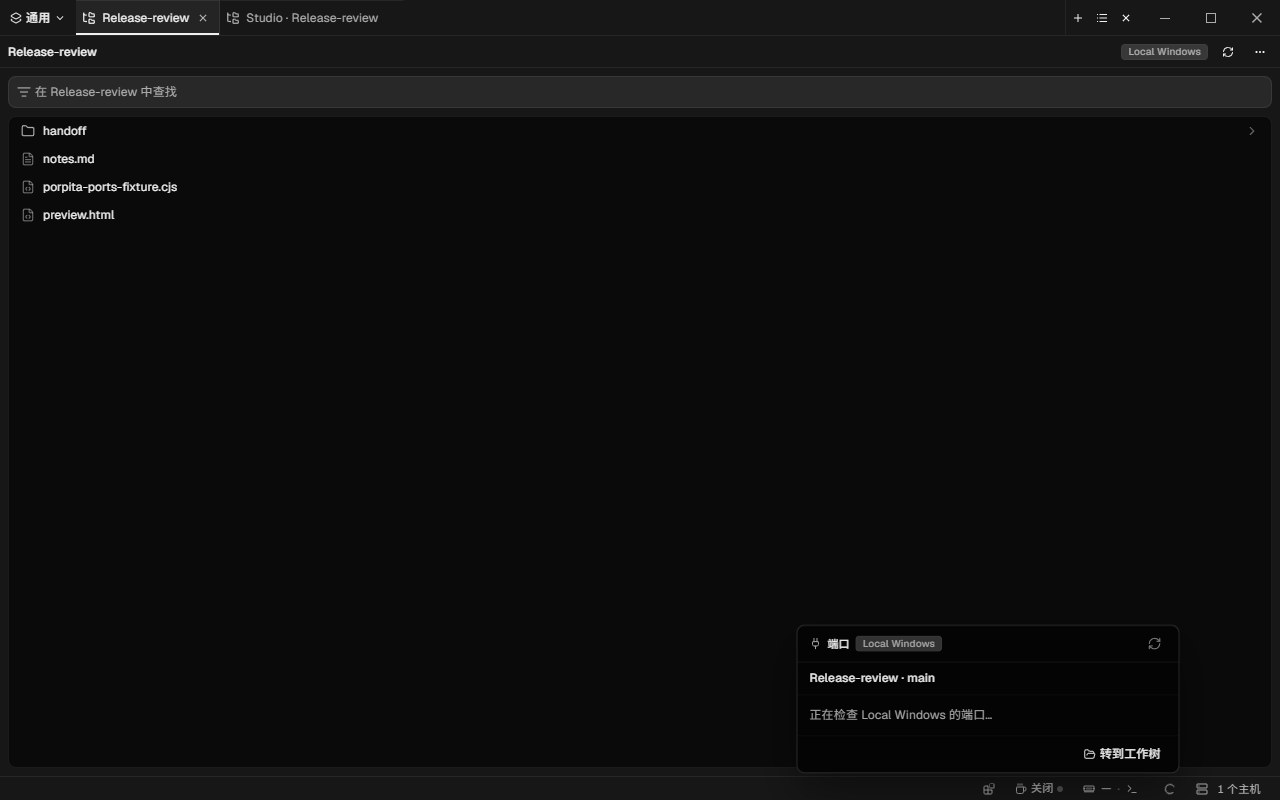 通用
Release-review
Studio · Release-review
Release-review
Local Windows
在 Release-review 中查找
handoff
notes.md
porpita-ports-fixture.cjs
preview.html
端口 Local Windows
Release-review · main
正在检查 Local Windows 的端口...
转到工作树
关闭
1 个主机